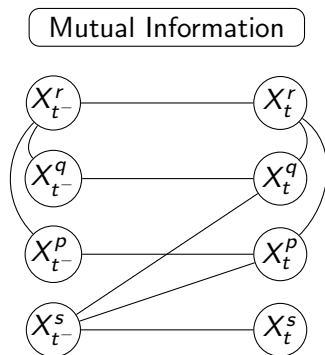 Mutual Information
X_{t^-}^r X_t^r
X_{t^-}^q X_t^q
X_{t^-}^p X_t^p
X_{t^-}^s X_t^s